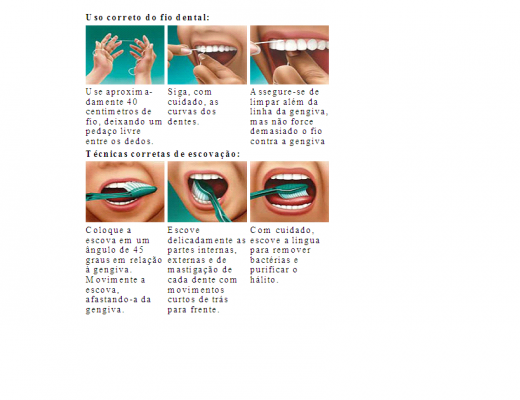 Uso correto do fio dental:
Use aproxima-
damente 40
centímetros de
fio, deixando um
pedaço livre
entre os dedos.
Siga, com
cuidado, as
curvas dos
dentes.
Assegure-se de
limpar além da
linha da gengiva,
mas não force
demasiado o fio
contra a gengiva
Técnicas corretas de escovação:
Coloque a
escova em um
ângulo de 45
graus em relação
à gengiva.
Movimente a
escova,
afastando-a da
gengiva.
Escove
delicadamente as
partes internas,
externas e de
mastigação de
cada dente com
movimentos
curtos de trás
para frente.
Com cuidado,
escove a língua
para remover
bactérias e
purificar o
hálito.